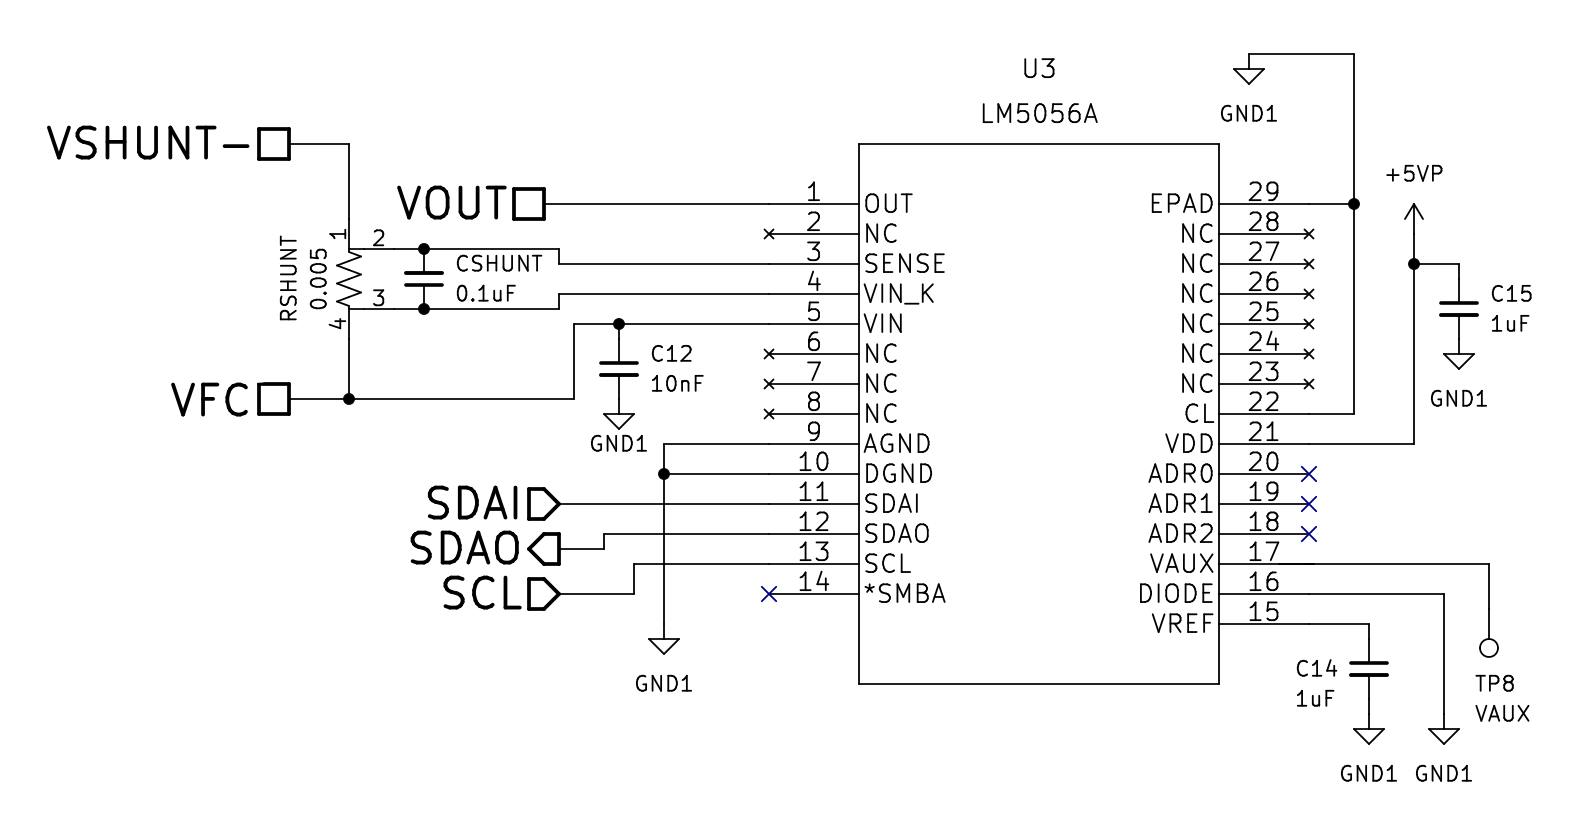 U3
LM5056A
GND1
VSHUNT-
+5VP
VOUT
1
OUT
EPAD
29
2
NC
NC
28
3
SENSE
NC
27
4
VIN_K
NC
26
5
VIN
NC
25
6
NC
NC
24
7
NC
NC
23
8
NC
CL
22
9
AGND
VDD
21
10
DGND
ADR0
20
11
SDAI
ADR1
19
12
SDAO
ADR2
18
13
SCL
VAUX
17
14
*SMBA
DIODE
16
VREF
15
RSHUNT
0.005
1
2
3
4
CSHUNT
0.1uF
C15
1uF
GND1
C12
10nF
GND1
VFC
SDAI
SDAO
SCL
GND1
C14
1uF
GND1
GND1
TP8
VAUX